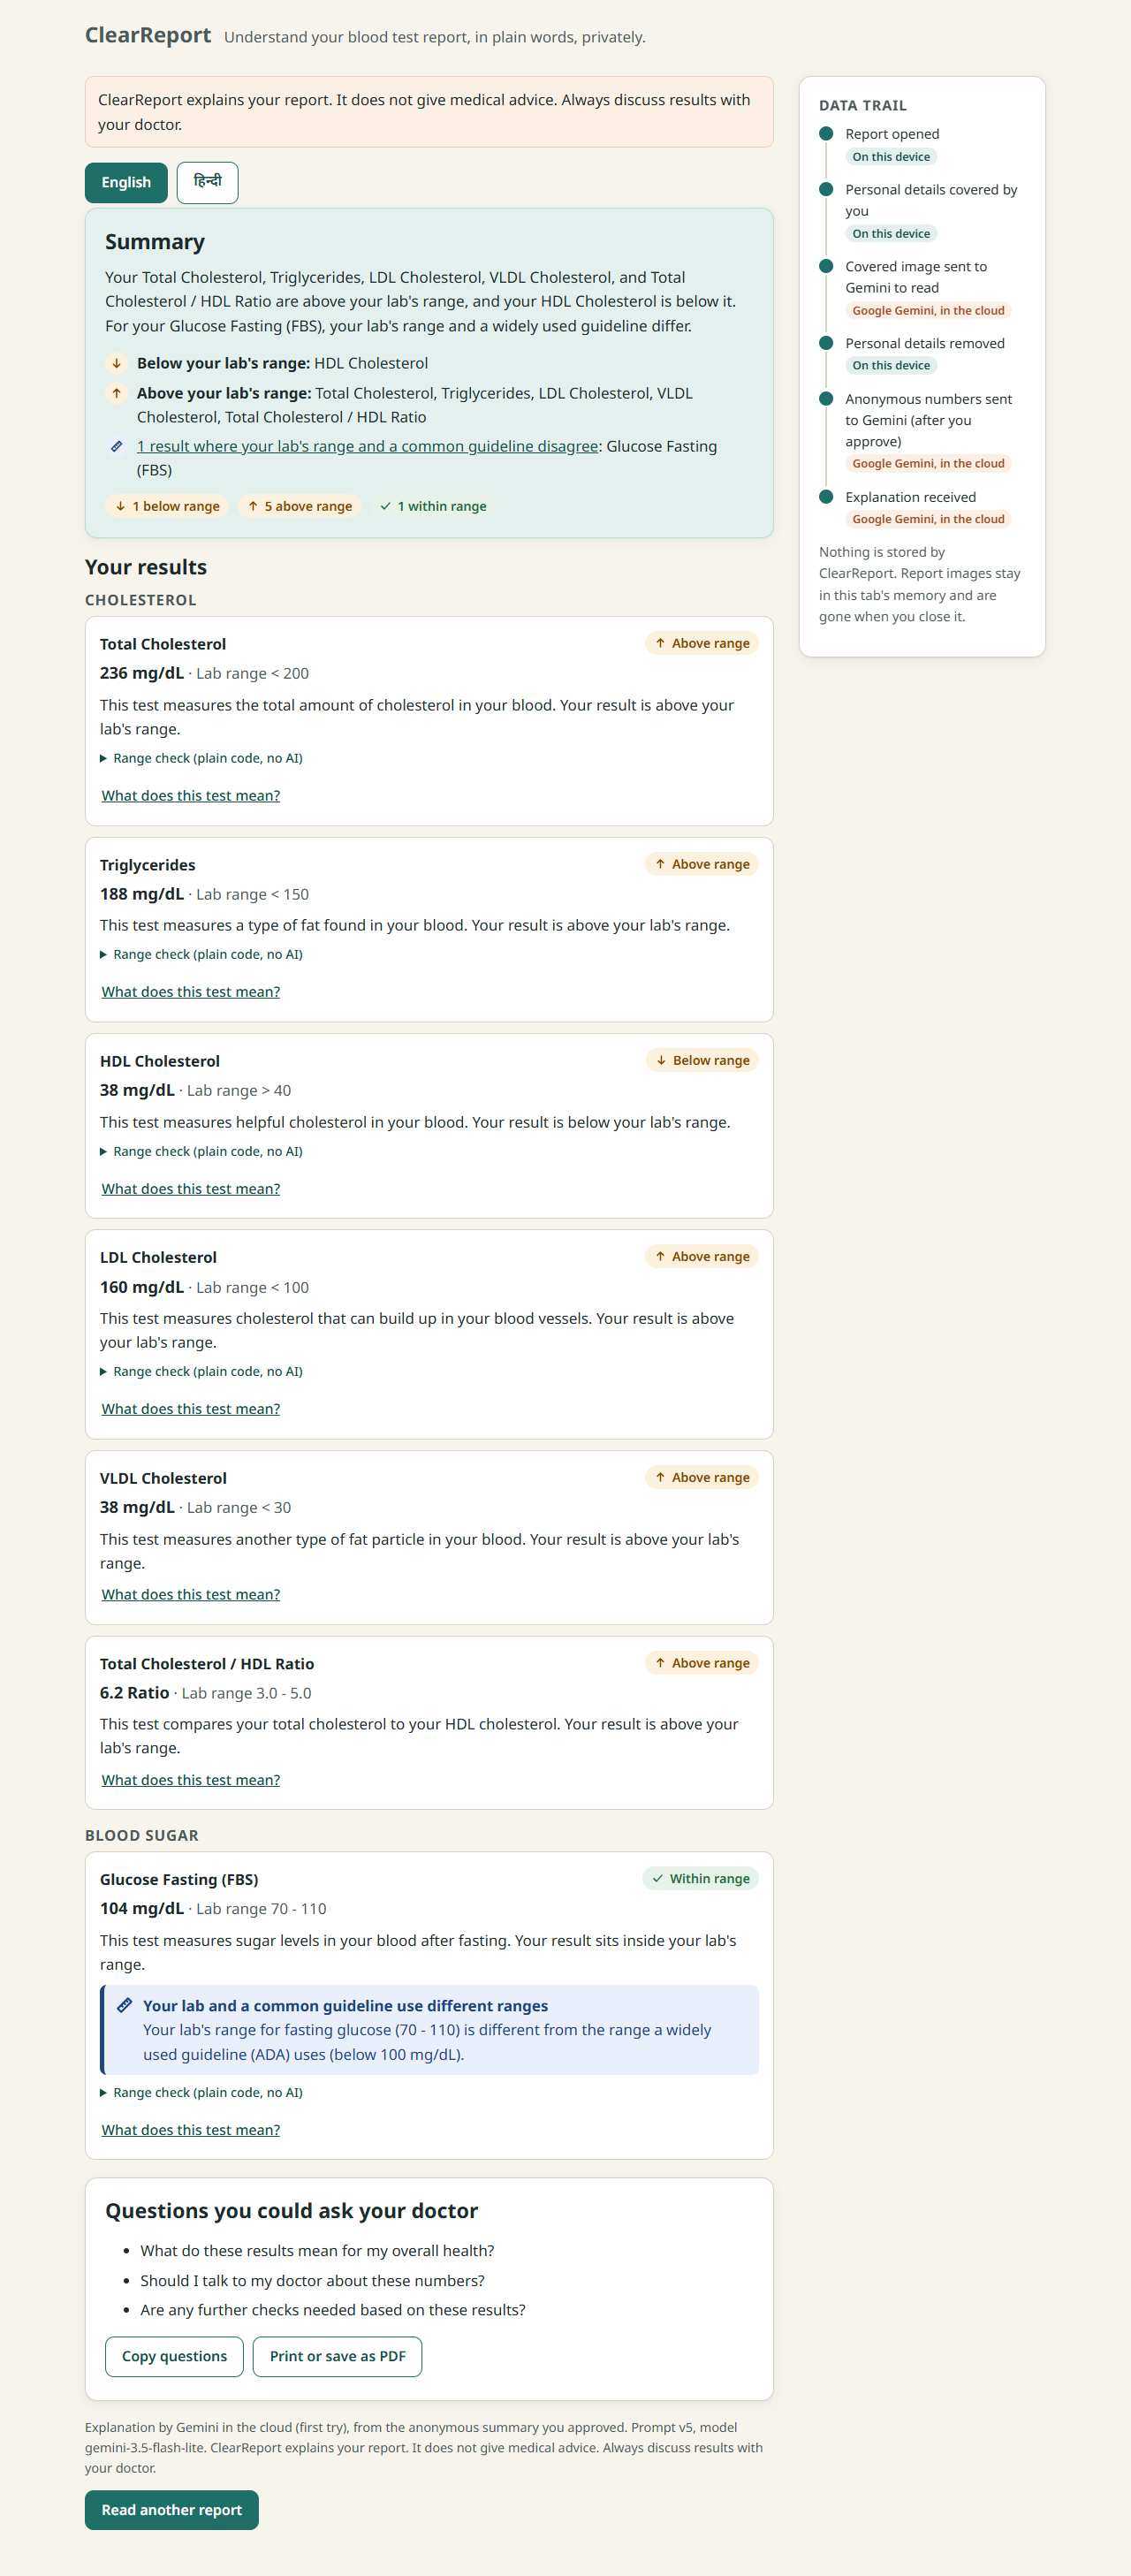 ClearReport Understand your blood test report, in plain words, privately.
ClearReport explains your report. It does not give medical advice. Always discuss results with
your doctor.
English हिन्दी
Summary
Your Total Cholesterol, Triglycerides, LDL Cholesterol, VLDL Cholesterol, and Total
Cholesterol / HDL Ratio are above your lab's range, and your HDL Cholesterol is below it.
For your Glucose Fasting (FBS), your lab's range and a widely used guideline differ.
↓ Below your lab's range: HDL Cholesterol
↑ Above your lab's range: Total Cholesterol, Triglycerides, LDL Cholesterol, VLDL
Cholesterol, Total Cholesterol / HDL Ratio
1 result where your lab's range and a common guideline disagree: Glucose Fasting
(FBS)
↓ 1 below range ↑ 5 above range ✓ 1 within range
Your results
CHOLESTEROL
Total Cholesterol ↑ Above range
236 mg/dL · Lab range < 200
This test measures the total amount of cholesterol in your blood. Your result is above your
lab's range.
▶ Range check (plain code, no AI)
What does this test mean?
Triglycerides ↑ Above range
188 mg/dL · Lab range < 150
This test measures a type of fat found in your blood. Your result is above your lab's range.
▶ Range check (plain code, no AI)
What does this test mean?
HDL Cholesterol ↓ Below range
38 mg/dL · Lab range > 40
This test measures helpful cholesterol in your blood. Your result is below your lab's range.
▶ Range check (plain code, no AI)
What does this test mean?
LDL Cholesterol ↑ Above range
160 mg/dL · Lab range < 100
This test measures cholesterol that can build up in your blood vessels. Your result is above
your lab's range.
▶ Range check (plain code, no AI)
What does this test mean?
VLDL Cholesterol ↑ Above range
38 mg/dL · Lab range < 30
This test measures another type of fat particle in your blood. Your result is above your lab's
range.
What does this test mean?
Total Cholesterol / HDL Ratio ↑ Above range
6.2 Ratio · Lab range 3.0 - 5.0
This test compares your total cholesterol to your HDL cholesterol. Your result is above your
lab's range.
What does this test mean?
BLOOD SUGAR
Glucose Fasting (FBS) ✓ Within range
104 mg/dL · Lab range 70 - 110
This test measures sugar levels in your blood after fasting. Your result sits inside your lab's
range.
Your lab and a common guideline use different ranges
Your lab's range for fasting glucose (70 - 110) is different from the range a widely
used guideline (ADA) uses (below 100 mg/dL).
▶ Range check (plain code, no AI)
What does this test mean?
Questions you could ask your doctor
• What do these results mean for my overall health?
• Should I talk to my doctor about these numbers?
• Are any further checks needed based on these results?
Copy questions Print or save as PDF
Explanation by Gemini in the cloud (first try), from the anonymous summary you approved. Prompt v5, model
gemini-3.5-flash-lite. ClearReport explains your report. It does not give medical advice. Always discuss results with
your doctor.
Read another report
DATA TRAIL
Report opened
On this device
Personal details covered by
you
On this device
Covered image sent to
Gemini to read
Google Gemini, in the cloud
Personal details removed
On this device
Anonymous numbers sent
to Gemini (after you
approve)
Google Gemini, in the cloud
Explanation received
Google Gemini, in the cloud
Nothing is stored by
ClearReport. Report images stay
in this tab's memory and are
gone when you close it.